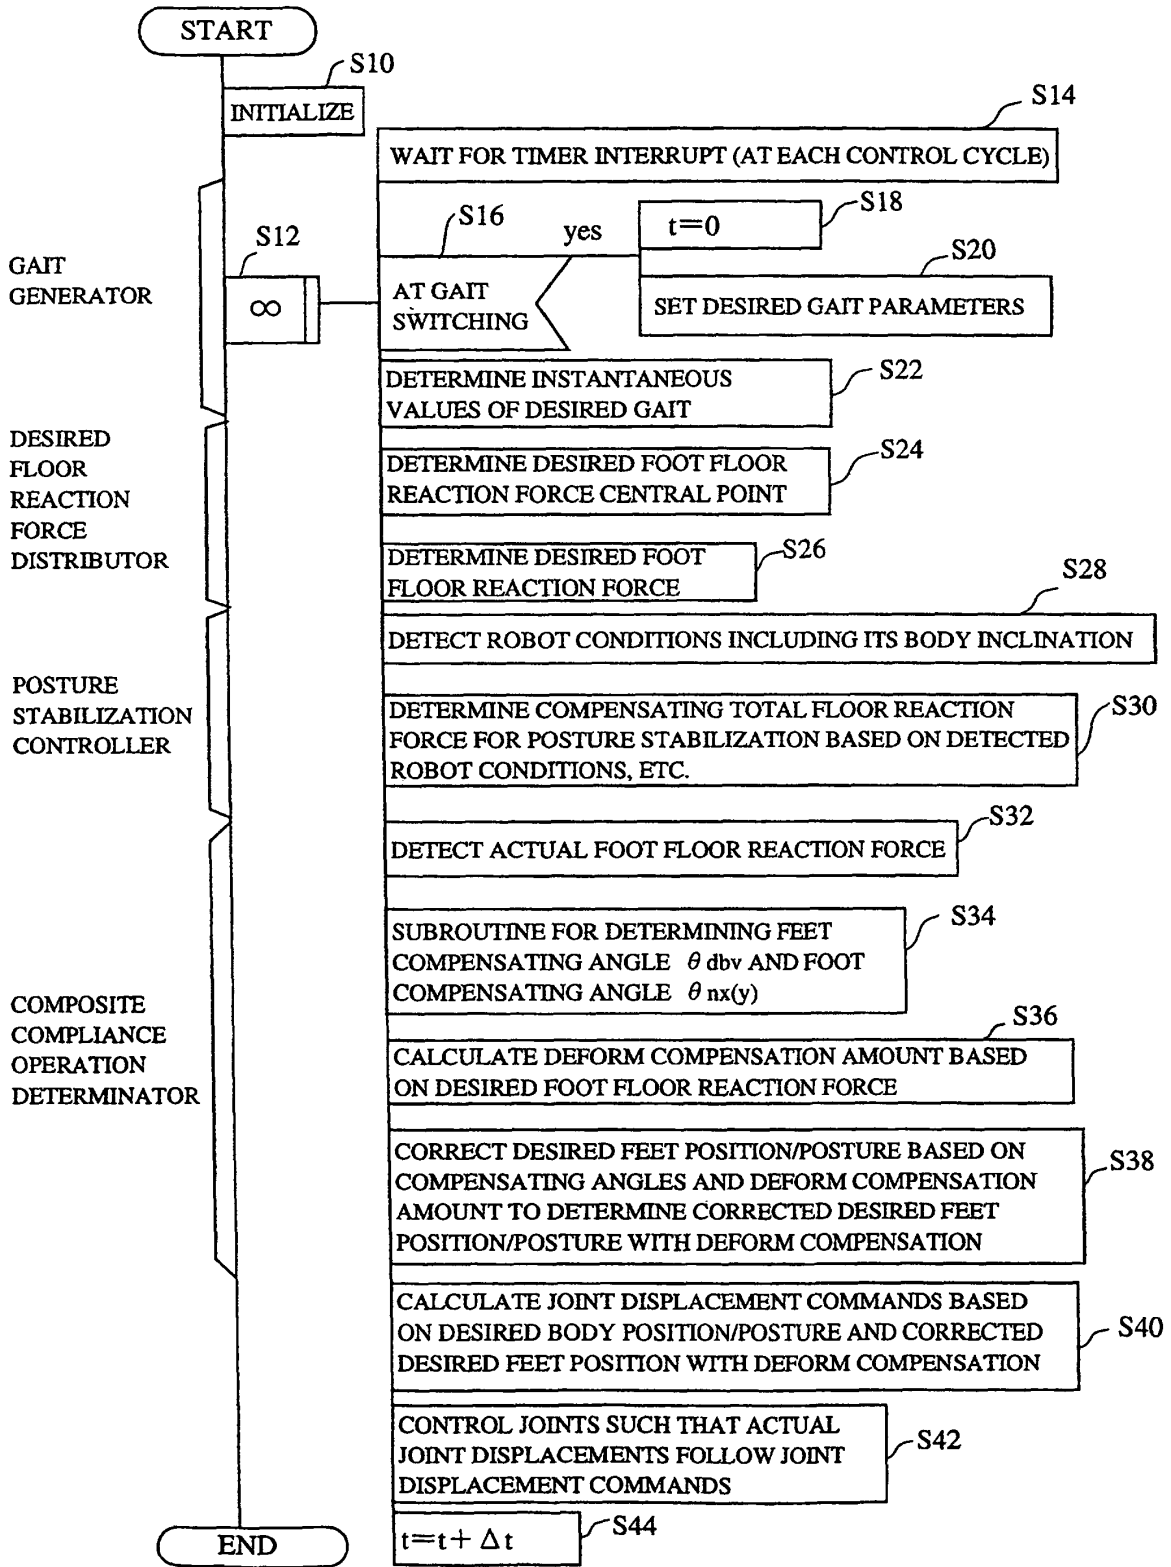 START
S10
INITIALIZE
S14
WAIT FOR TIMER INTERRUPT (AT EACH CONTROL CYCLE)
S12
∞
S16
AT GAIT
SWITCHING
yes
S18
t=0
S20
SET DESIRED GAIT PARAMETERS
GAIT
GENERATOR
S22
DETERMINE INSTANTANEOUS
VALUES OF DESIRED GAIT
DESIRED
FLOOR
REACTION
FORCE
DISTRIBUTOR
S24
DETERMINE DESIRED FOOT FLOOR
REACTION FORCE CENTRAL POINT
S26
DETERMINE DESIRED FOOT
FLOOR REACTION FORCE
S28
DETECT ROBOT CONDITIONS INCLUDING ITS BODY INCLINATION
POSTURE
STABILIZATION
CONTROLLER
S30
DETERMINE COMPENSATING TOTAL FLOOR REACTION
FORCE FOR POSTURE STABILIZATION BASED ON DETECTED
ROBOT CONDITIONS, ETC.
S32
DETECT ACTUAL FOOT FLOOR REACTION FORCE
S34
SUBROUTINE FOR DETERMINING FEET
COMPENSATING ANGLE θ dbv AND FOOT
COMPENSATING ANGLE θ nx(y)
COMPOSITE
COMPLIANCE
OPERATION
DETERMINATOR
S36
CALCULATE DEFORM COMPENSATION AMOUNT BASED
ON DESIRED FOOT FLOOR REACTION FORCE
S38
CORRECT DESIRED FEET POSITION/POSTURE BASED ON
COMPENSATING ANGLES AND DEFORM COMPENSATION
AMOUNT TO DETERMINE CORRECTED DESIRED FEET
POSITION/POSTURE WITH DEFORM COMPENSATION
S40
CALCULATE JOINT DISPLACEMENT COMMANDS BASED
ON DESIRED BODY POSITION/POSTURE AND CORRECTED
DESIRED FEET POSITION WITH DEFORM COMPENSATION
S42
CONTROL JOINTS SUCH THAT ACTUAL
JOINT DISPLACEMENTS FOLLOW JOINT
DISPLACEMENT COMMANDS
S44
t=t+ Δt
END